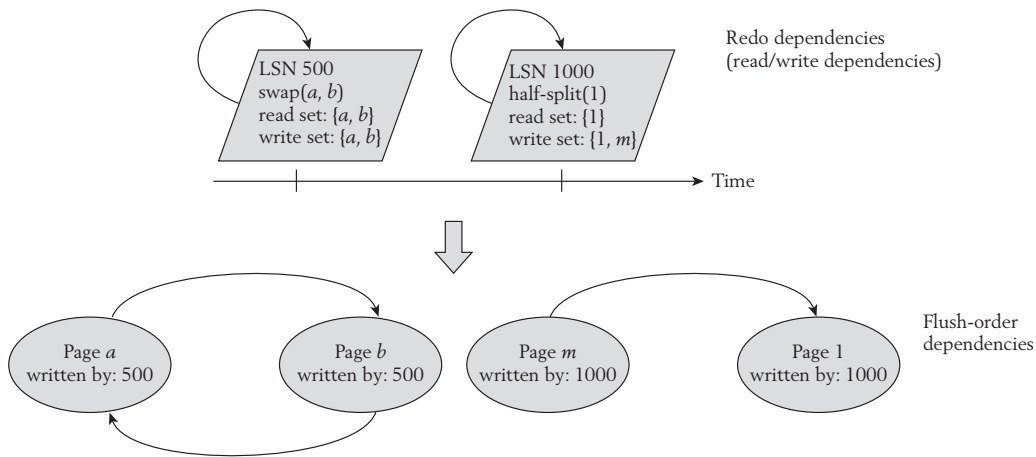 LSN 500
swap(a, b)
read set: {a, b}
write set: {a, b}
LSN 1000
half-split(1)
read set: {1}
write set: {1, m}
Redo dependencies
(read/write dependencies)
Time
Page a
written by: 500
Page b
written by: 500
Page m
written by: 1000
Page 1
written by: 1000
Flush-order
dependencies